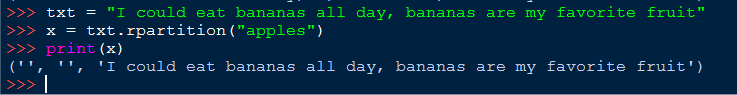 >>> txt = "I could eat bananas all day, bananas are my favorite fruit"
>>> x = txt.rpartition("apples")
>>> print(x)
('', '', 'I could eat bananas all day, bananas are my favorite fruit')
>>>